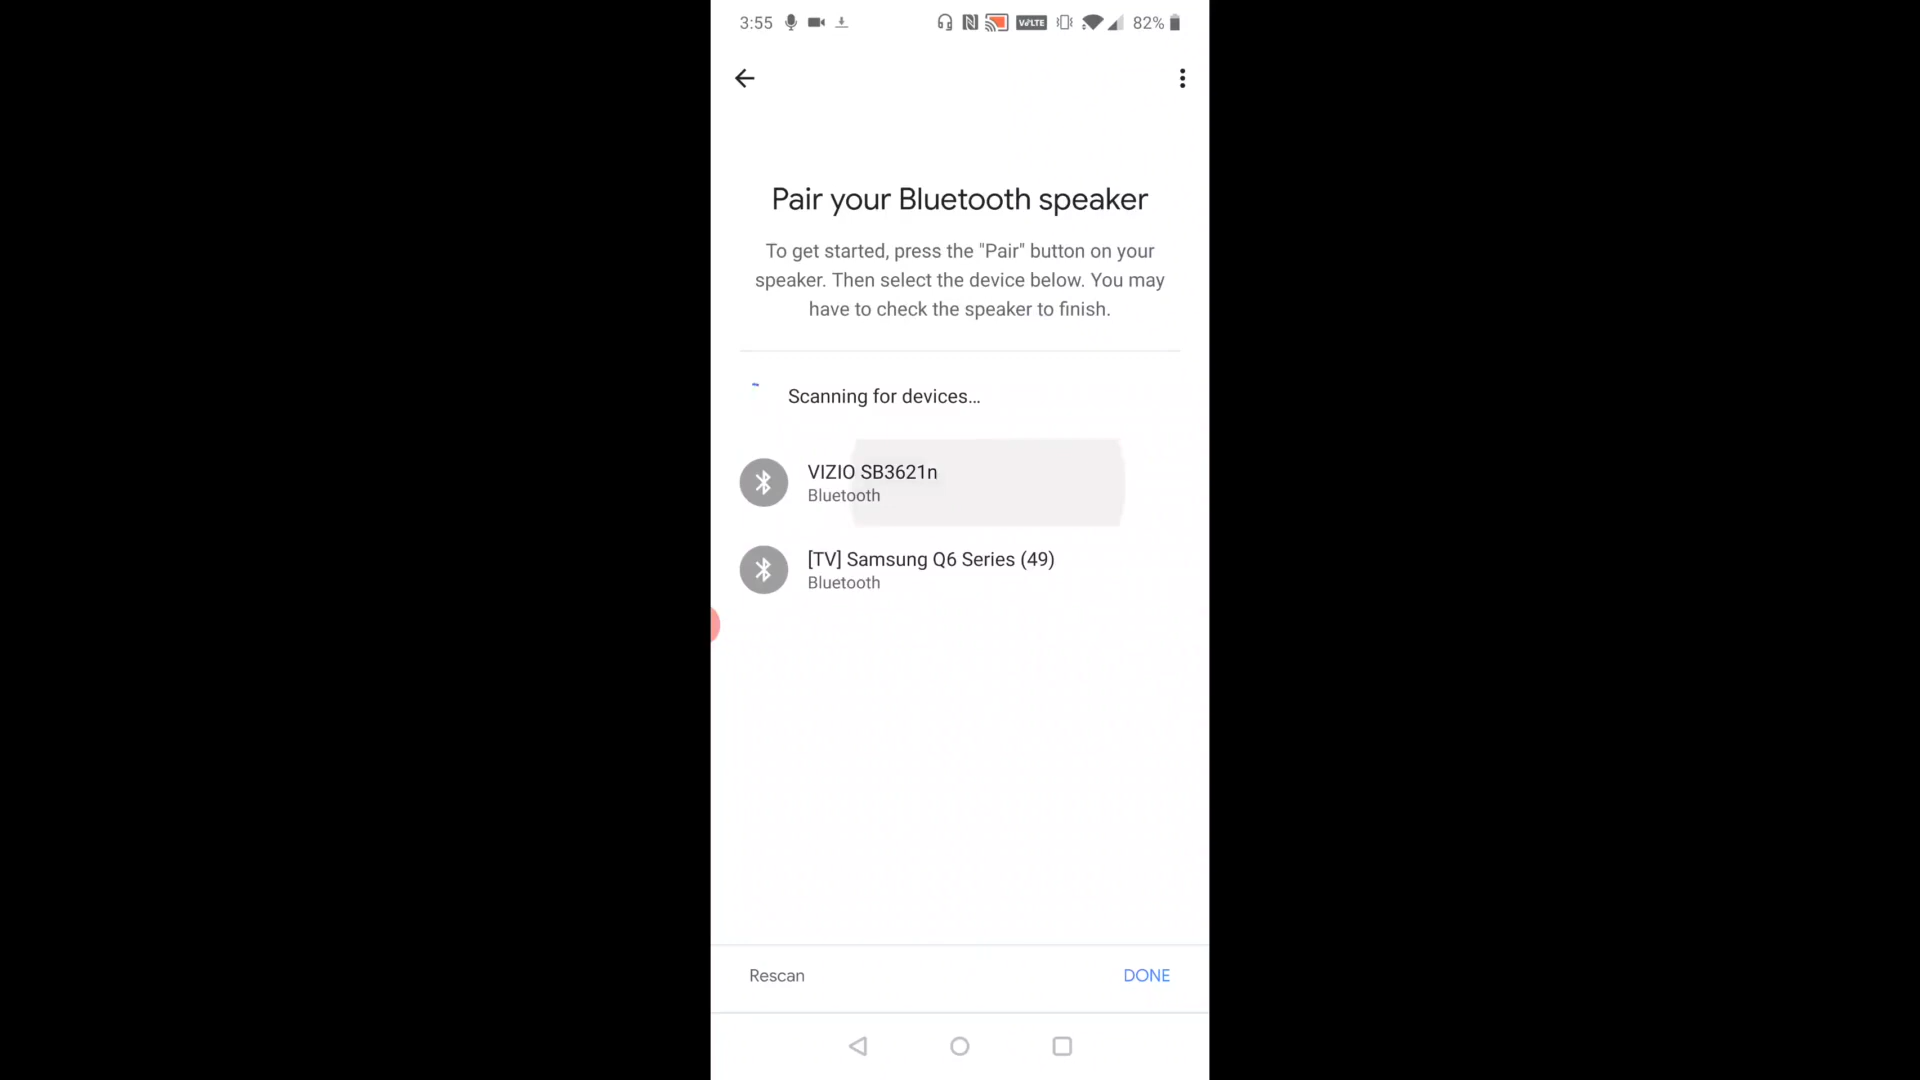 3:55 VoLTE 82%
Pair your Bluetooth speaker
To get started, press the "Pair" button on your
speaker. Then select the device below. You may
have to check the speaker to finish.
Scanning for devices...
VIZIO SB3621n
Bluetooth
[TV] Samsung Q6 Series (49)
Bluetooth
Rescan DONE